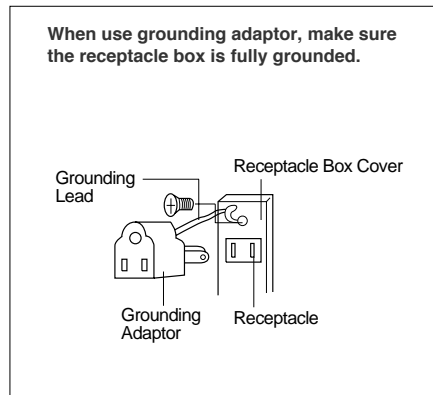 When use grounding adaptor, make sure
the receptacle box is fully grounded.
Receptacle Box Cover
Grounding
Lead
Grounding
Adaptor
Receptacle